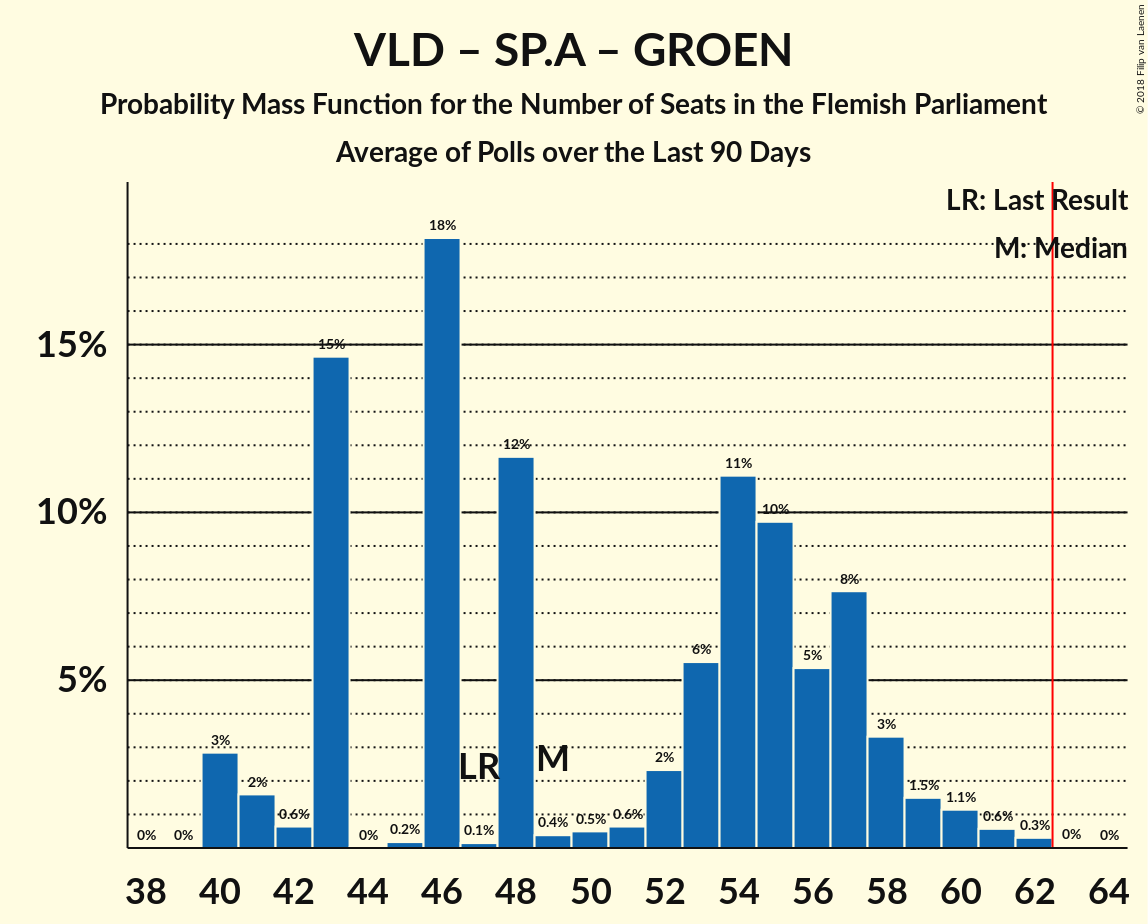 VLD – SP.A – GROEN
Probability Mass Function for the Number of Seats in the Flemish Parliament
Average of Polls over the Last 90 Days
© 2018 Filip van Laenen
LR: Last Result
M: Median
15%
10%
5%
0% 0% 3% 2% 0.6% 15% 0% 0.2% 18% 0.1% 12% 0.4% 0.5% 0.6% 2% 6% 11% 10% 5% 8% 3% 1.5% 1.1% 0.6% 0.3% 0% 0%
LR M
38 40 42 44 46 48 50 52 54 56 58 60 62 64